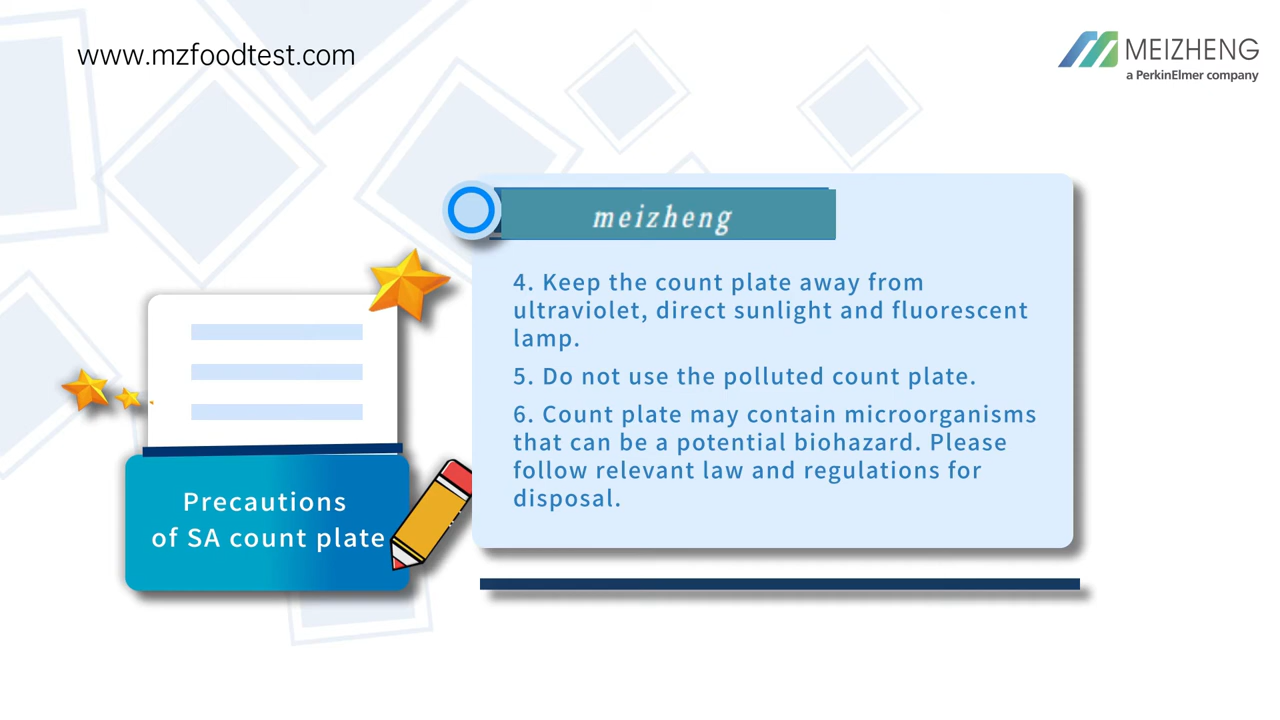 www.mzfoodtest.com
MEIZHENG
a PerkinElmer company
meizheng
4. Keep the count plate away from
ultraviolet, direct sunlight and fluorescent
lamp.
5. Do not use the polluted count plate.
6. Count plate may contain microorganisms
that can be a potential biohazard. Please
follow relevant law and regulations for
disposal.
Precautions
of SA count plate